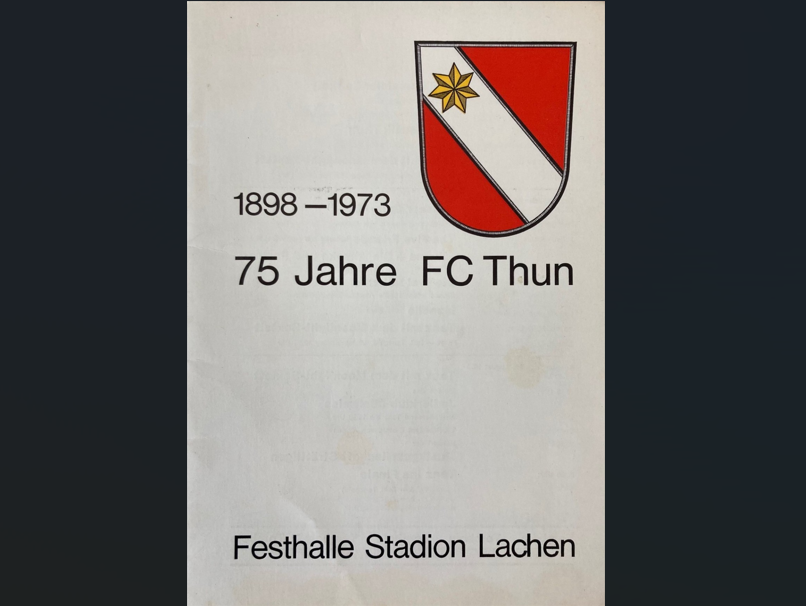 1898 – 1973
75 Jahre FC Thun
Festhalle Stadion Lachen